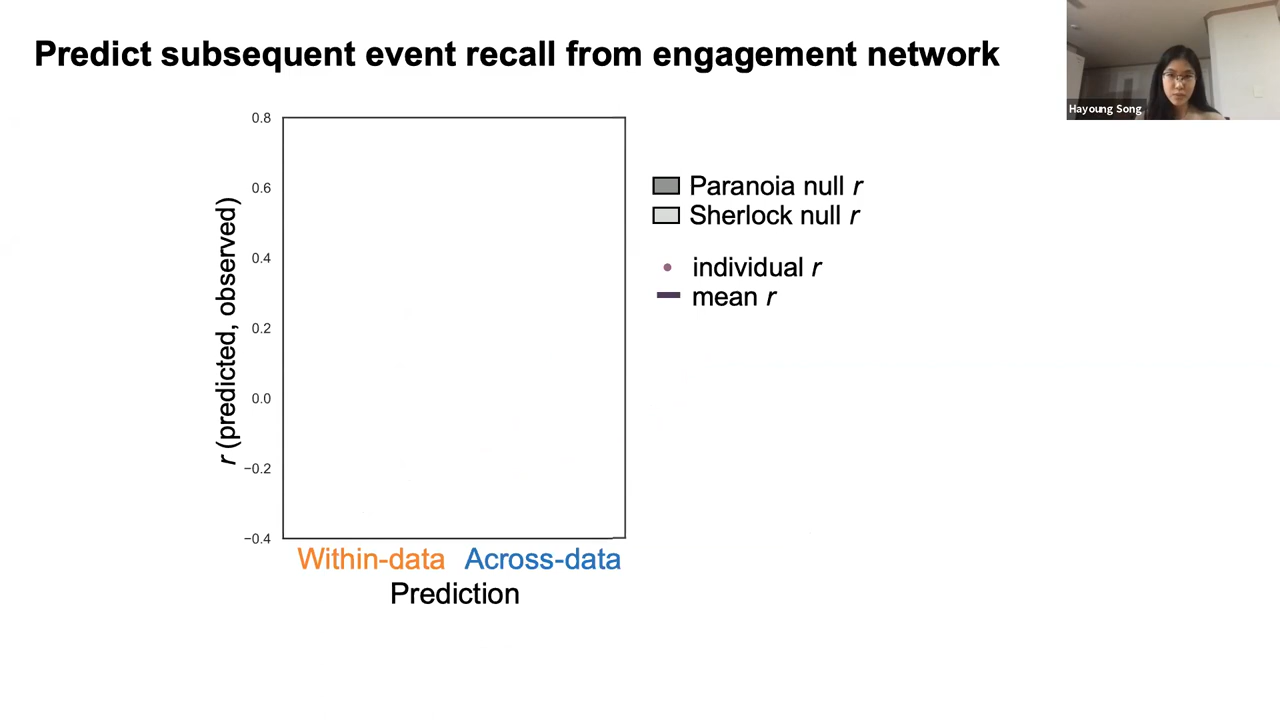 Predict subsequent event recall from engagement network
Hayoung Song
0.8
0.6
0.4
0.2
0.0
−0.2
−0.4
r (predicted, observed)
Within-data
Across-data
Prediction
Paranoia null r
Sherlock null r
individual r
mean r